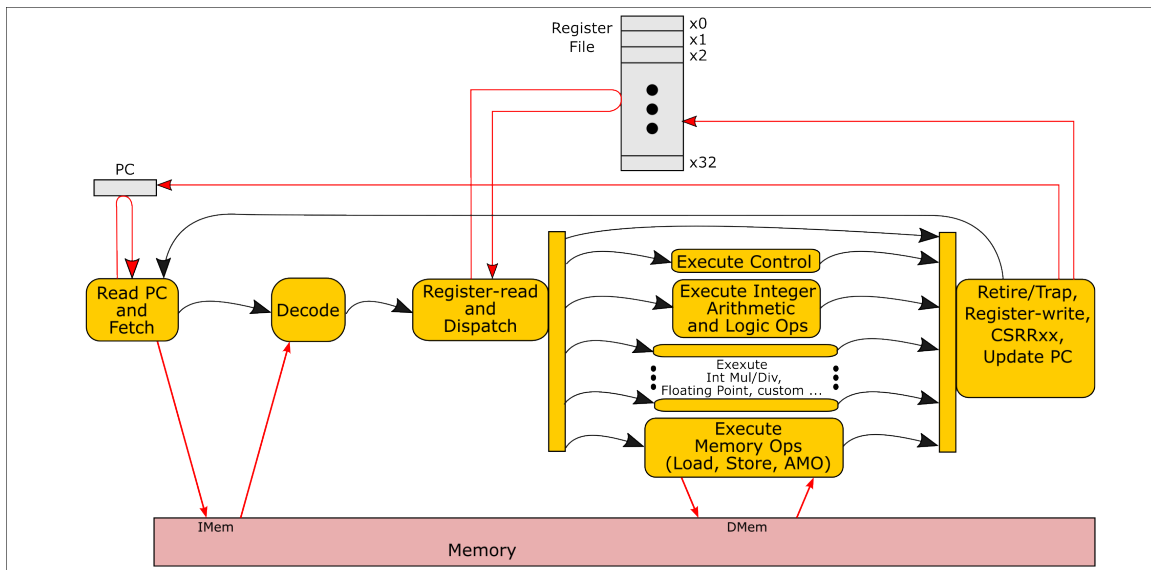 Register
File
x0
x1
x2
x32
PC
Read PC
and
Fetch
Decode
Register-read
and
Dispatch
Execute Control
Execute Integer
Arithmetic
and Logic Ops
Exexute
Int Mul/Div,
Floating Point, custom ...
Execute
Memory Ops
(Load, Store, AMO)
Retire/Trap,
Register-write,
CSRRxx,
Update PC
IMem
DMem
Memory